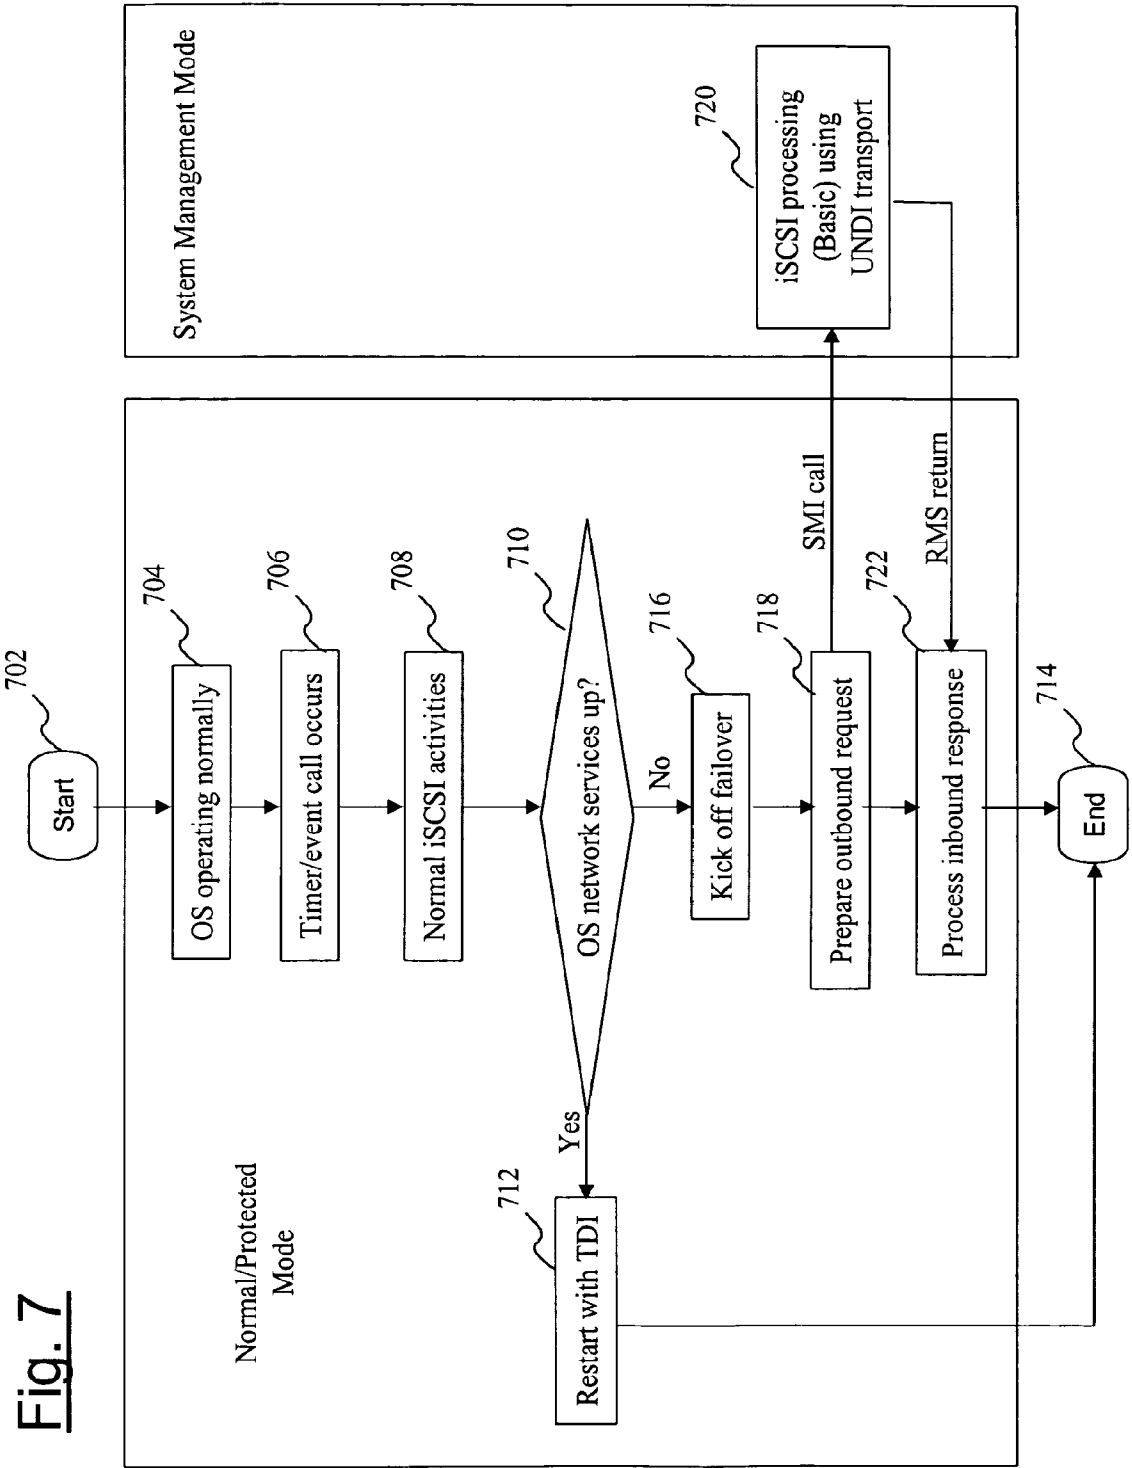 Fig. 7
702
Start
Normal/Protected
Mode
System Management Mode
704
OS operating normally
706
Timer/event call occurs
708
Normal iSCSI activities
710
OS network services up?
Yes
No
712
Restart with TDI
716
Kick off failover
718
Prepare outbound request
SMI call
720
iSCSI processing
(Basic) using
UNDI transport
RMS return
722
Process inbound response
714
End